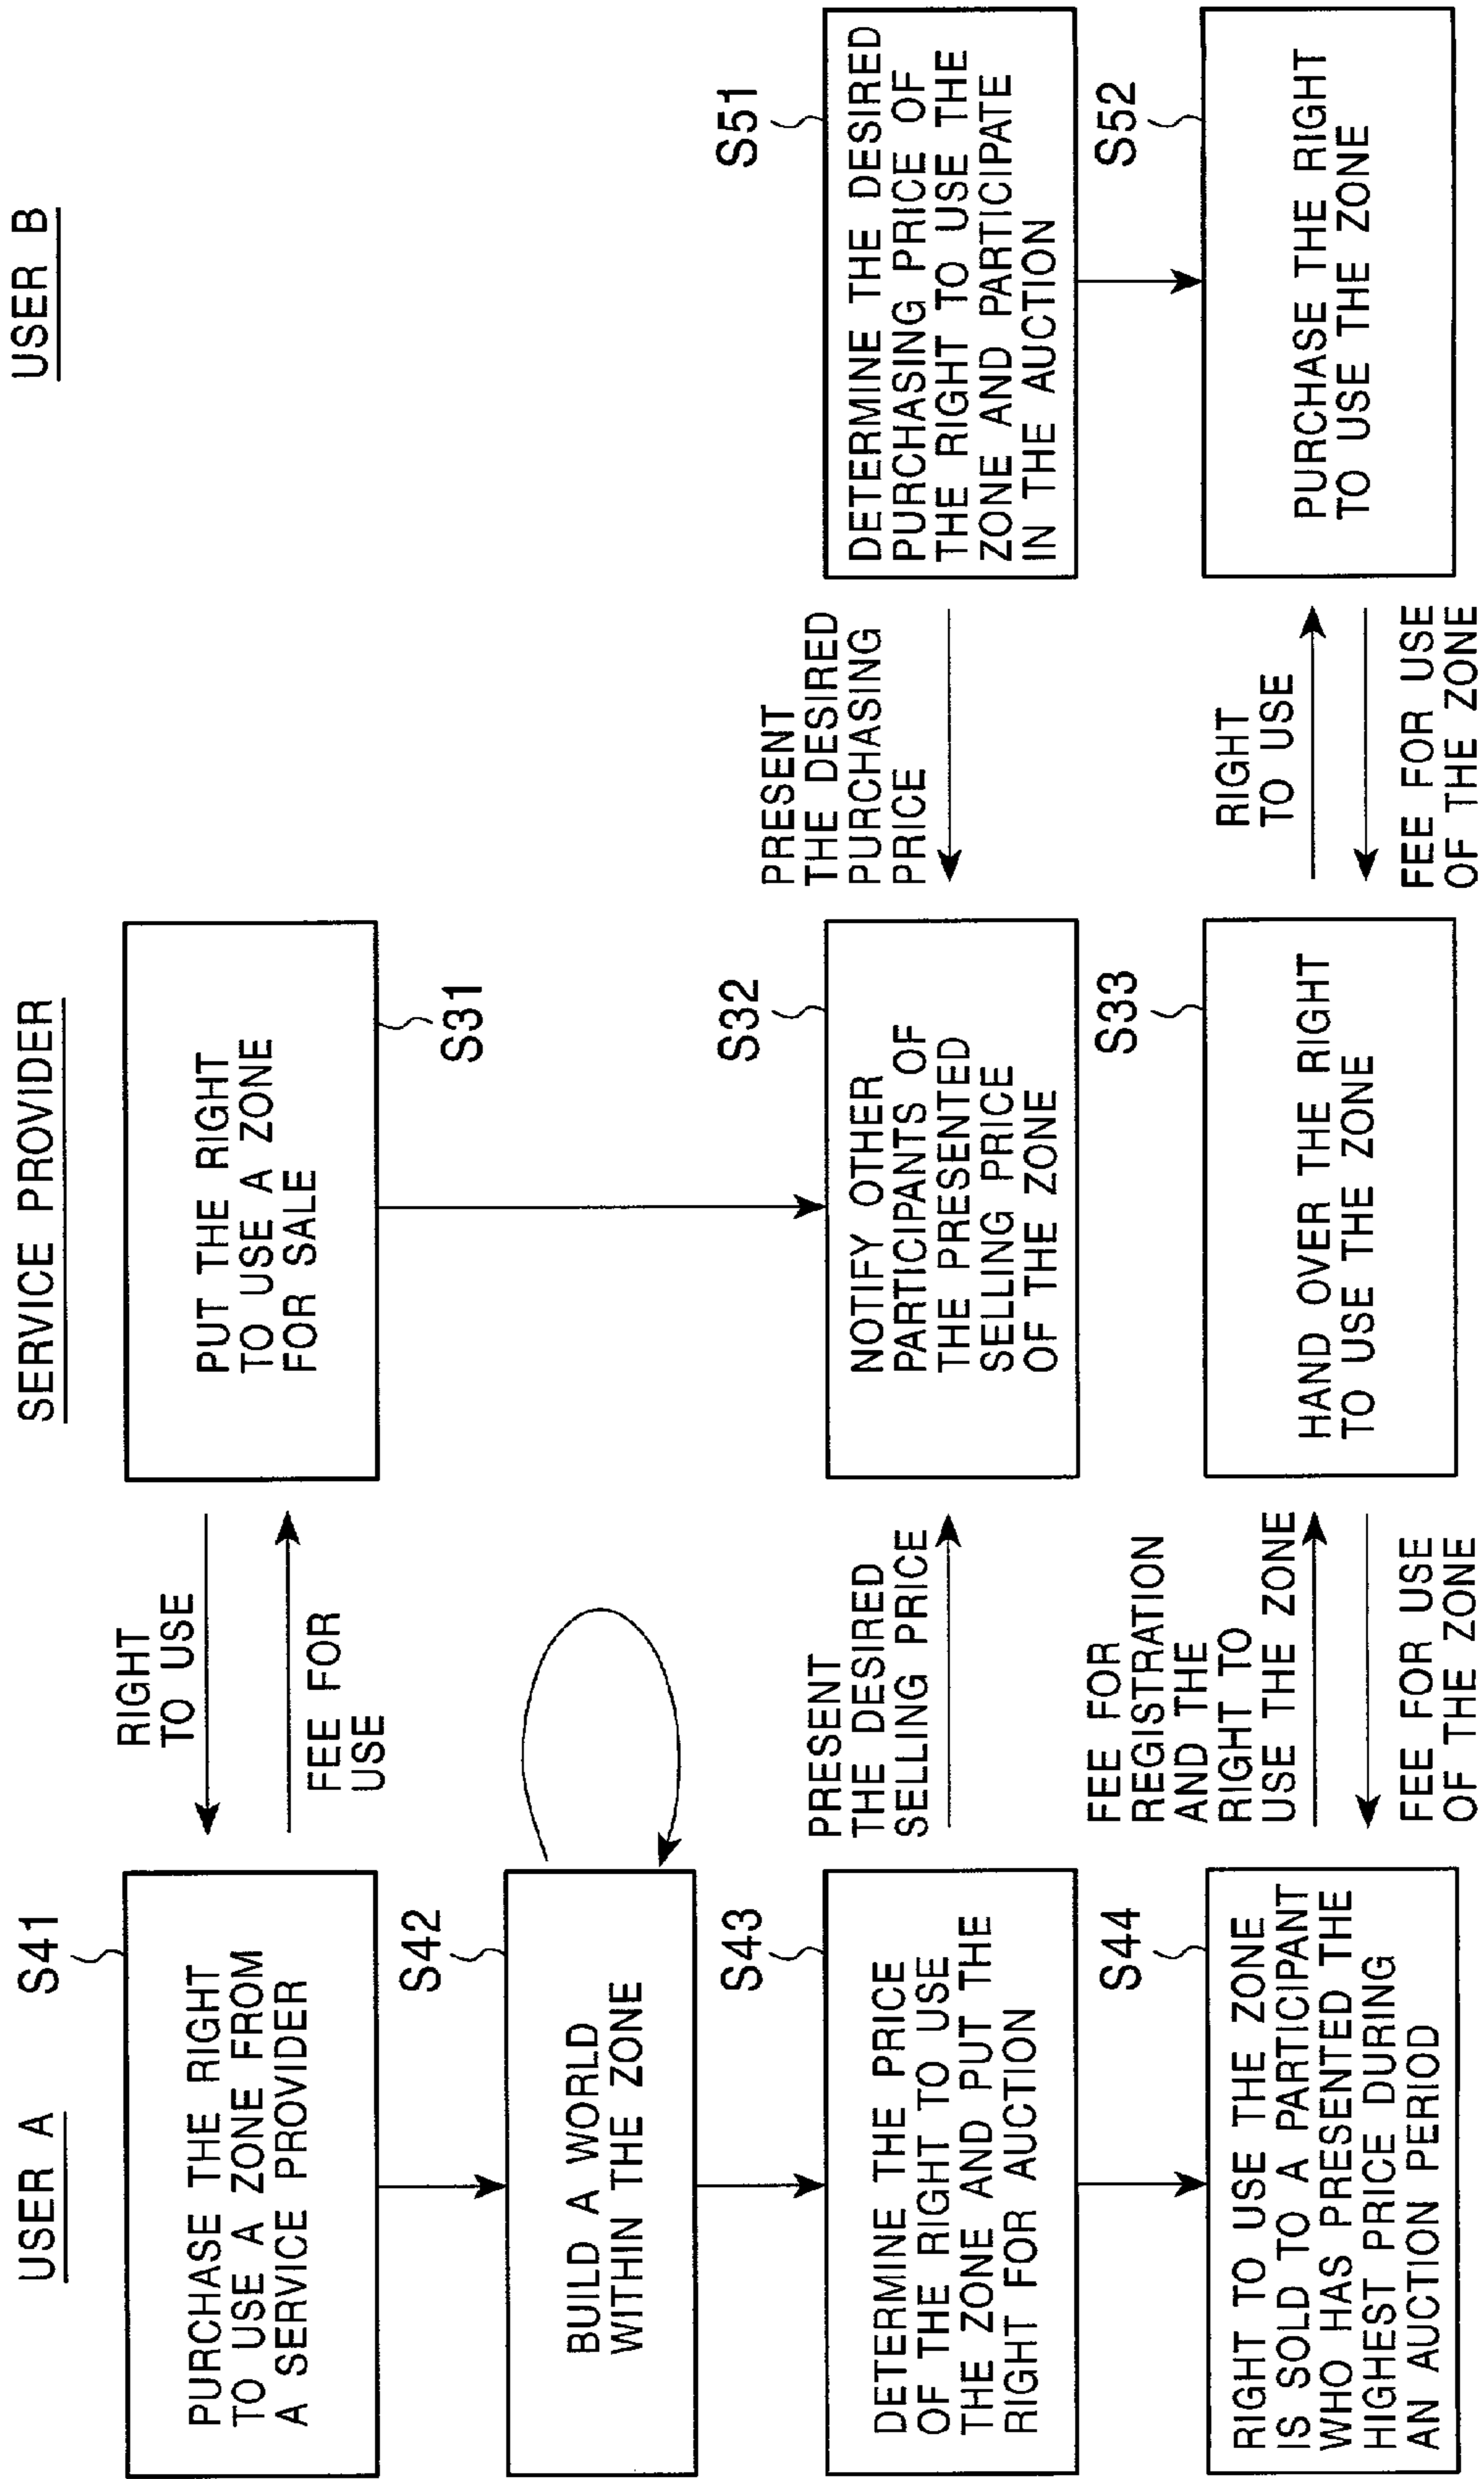 USER A
SERVICE PROVIDER
USER B
S41
PURCHASE THE RIGHT
TO USE A ZONE FROM
A SERVICE PROVIDER
RIGHT
TO USE
FEE FOR
USE
PUT THE RIGHT
TO USE A ZONE
FOR SALE
S31
S42
BUILD A WORLD
WITHIN THE ZONE
S43
DETERMINE THE PRICE
OF THE RIGHT TO USE
THE ZONE AND PUT THE
RIGHT FOR AUCTION
PRESENT
THE DESIRED
SELLING PRICE
S32
NOTIFY OTHER
PARTICIPANTS OF
THE PRESENTED
SELLING PRICE
OF THE ZONE
PRESENT
THE DESIRED
PURCHASING
PRICE
S51
DETERMINE THE DESIRED
PURCHASING PRICE OF
THE RIGHT TO USE THE
ZONE AND PARTICIPATE
IN THE AUCTION
S44
RIGHT TO USE THE ZONE
IS SOLD TO A PARTICIPANT
WHO HAS PRESENTED THE
HIGHEST PRICE DURING
AN AUCTION PERIOD
FEE FOR
REGISTRATION
AND THE
RIGHT TO
USE THE ZONE
FEE FOR USE
OF THE ZONE
S33
HAND OVER THE RIGHT
TO USE THE ZONE
RIGHT
TO USE
FEE FOR USE
OF THE ZONE
S52
PURCHASE THE RIGHT
TO USE THE ZONE